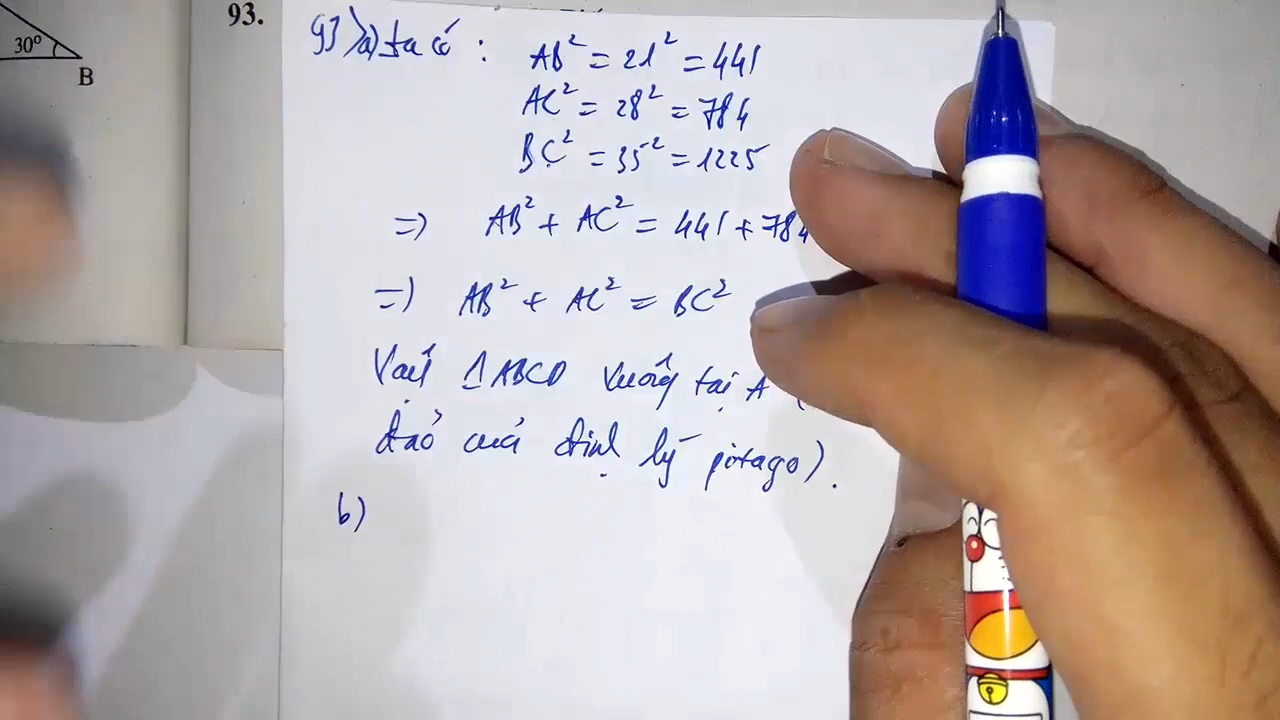 93.
30°
B
93) a) ta có :
AB² = 21² = 441
AC² = 28² = 784
BC² = 35² = 1225
=> AB² + AC² = 441 + 784
=> AB² + AC² = BC²
Vậy ΔABCD vuông tại A (
đảo của định lý pitago).
b)